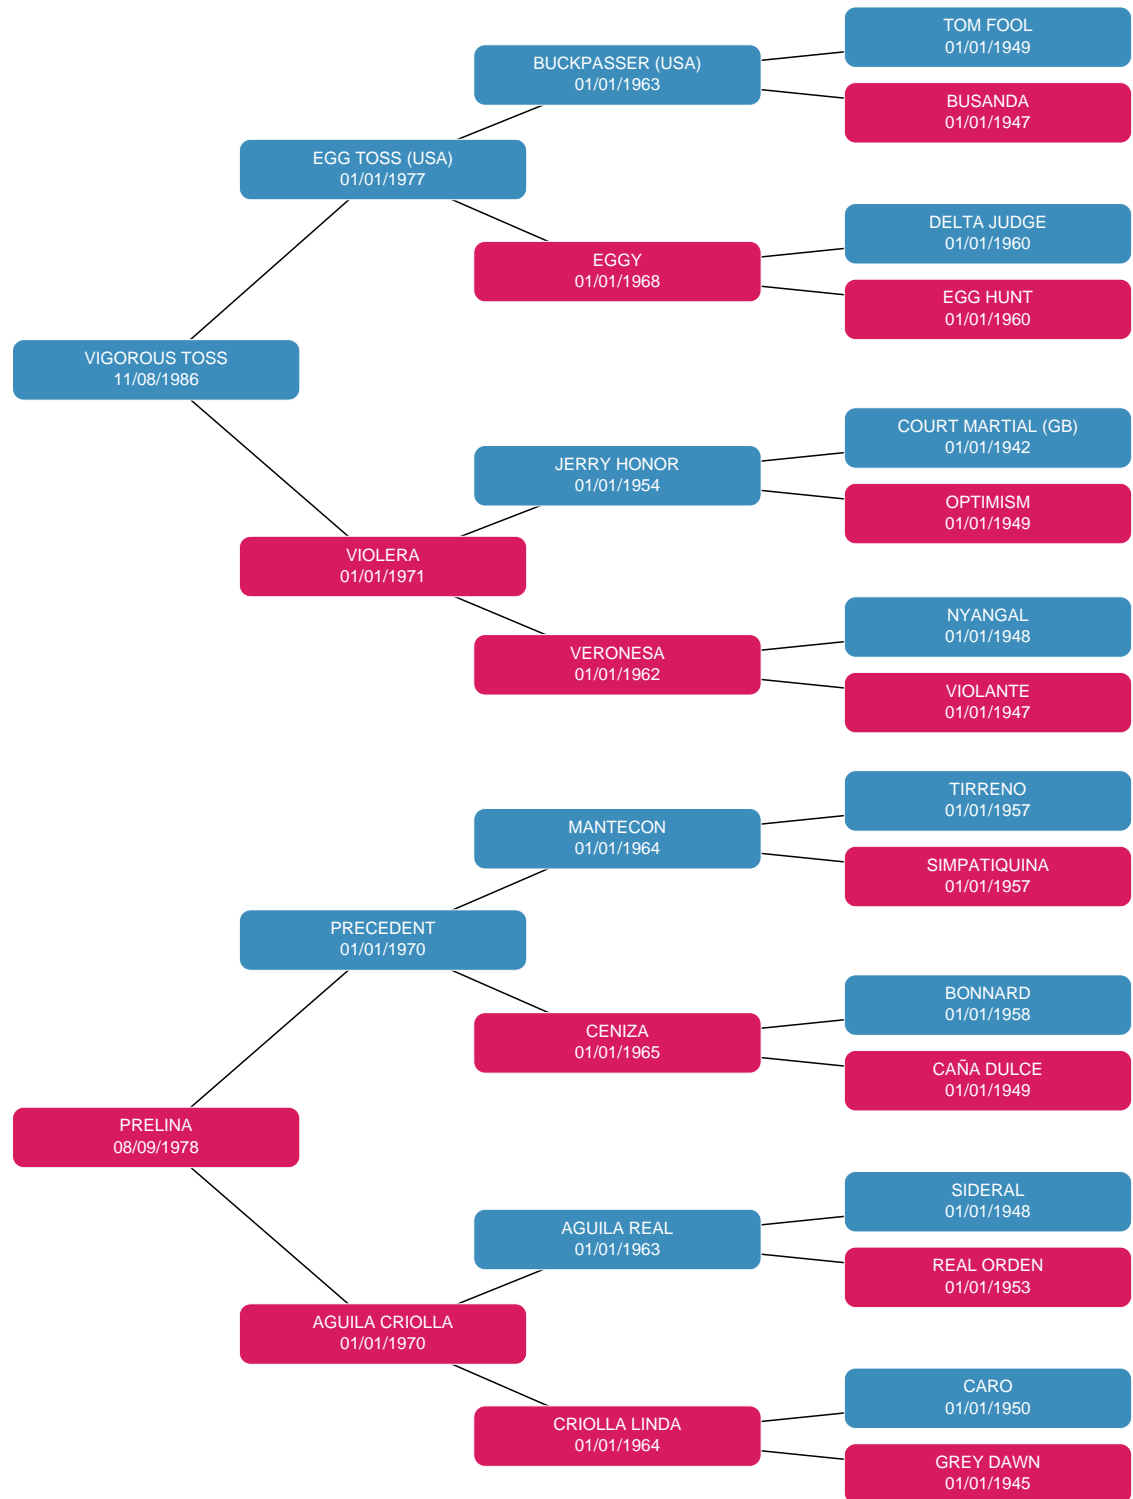 TOM FOOL
01/01/1949
BUCKPASSER (USA)
01/01/1963
BUSANDA
01/01/1947
EGG TOSS (USA)
01/01/1977
DELTA JUDGE
01/01/1960
EGGY
01/01/1968
EGG HUNT
01/01/1960
VIGOROUS TOSS
11/08/1986
COURT MARTIAL (GB)
01/01/1942
JERRY HONOR
01/01/1954
OPTIMISM
01/01/1949
VIOLERA
01/01/1971
NYANGAL
01/01/1948
VERONESA
01/01/1962
VIOLANTE
01/01/1947
TIRRENO
01/01/1957
MANTECON
01/01/1964
SIMPATIQUINA
01/01/1957
PRECEDENT
01/01/1970
BONNARD
01/01/1958
CENIZA
01/01/1965
CAÑA DULCE
01/01/1949
PRELINA
08/09/1978
SIDERAL
01/01/1948
AGUILA REAL
01/01/1963
REAL ORDEN
01/01/1953
AGUILA CRIOLLA
01/01/1970
CARO
01/01/1950
CRIOLLA LINDA
01/01/1964
GREY DAWN
01/01/1945